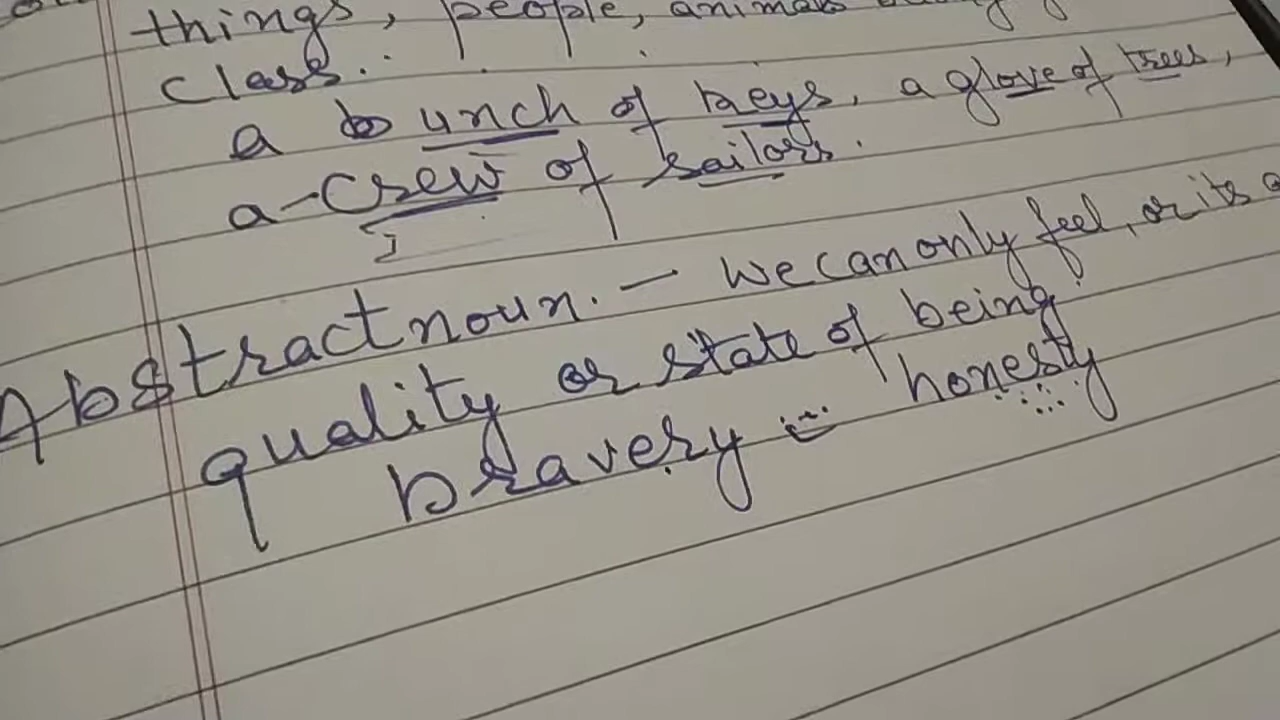 things, people, animals
class.
a bunch of keys, a glove of trees,
a - crew of sailors.
Abstract noun. - we can only feel, or its a
quality or state of being
bravery honesty